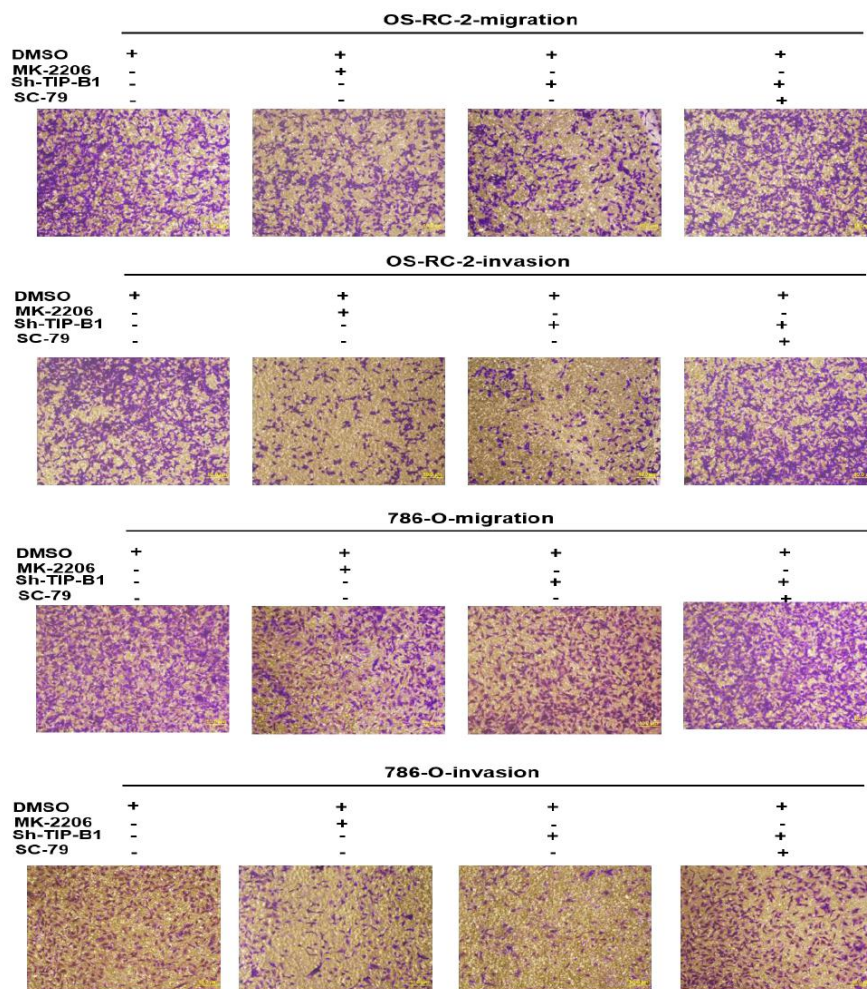 OS-RC-2-migration
DMSO + + + +
MK-2206 - + - -
Sh-TIP-B1 - - + +
SC-79 - - - +
OS-RC-2-invasion
DMSO + + + +
MK-2206 - + - -
Sh-TIP-B1 - - + +
SC-79 - - - +
786-O-migration
DMSO + + + +
MK-2206 - + - -
Sh-TIP-B1 - - + +
SC-79 - - - +
786-O-invasion
DMSO + + + +
MK-2206 - + - -
Sh-TIP-B1 - - + +
SC-79 - - - +